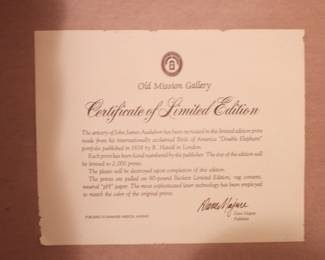 Old Mission Gallery
Certificate of Limited Edition
The artistry of John James Audubon has been recreated in this limited edition print
made from his internationally acclaimed Birds of America "Double Elephant"
portfolio published in 1838 by R. Havell in London.
Each print has been hand numbered by the publisher. The size of the edition will
be limited to 2,000 prints.
The plates will be destroyed upon completion of this edition.
The prints are pulled on 80-pound Beckett Limited Edition, rag content,
neutral "pH" paper. The most sophisticated laser technology has been employed
to match the color of the original prints.
Publisher